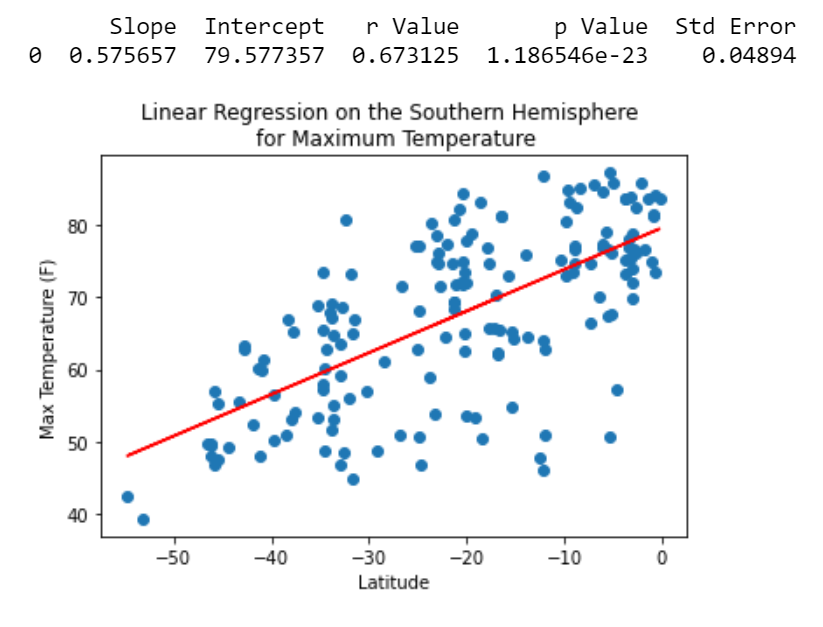 Slope Intercept r Value p Value Std Error
0 0.575657 79.577357 0.673125 1.186546e-23 0.04894
Linear Regression on the Southern Hemisphere
for Maximum Temperature
80
70
60
50
40
Max Temperature (F)
−50 −40 −30 −20 −10 0
Latitude